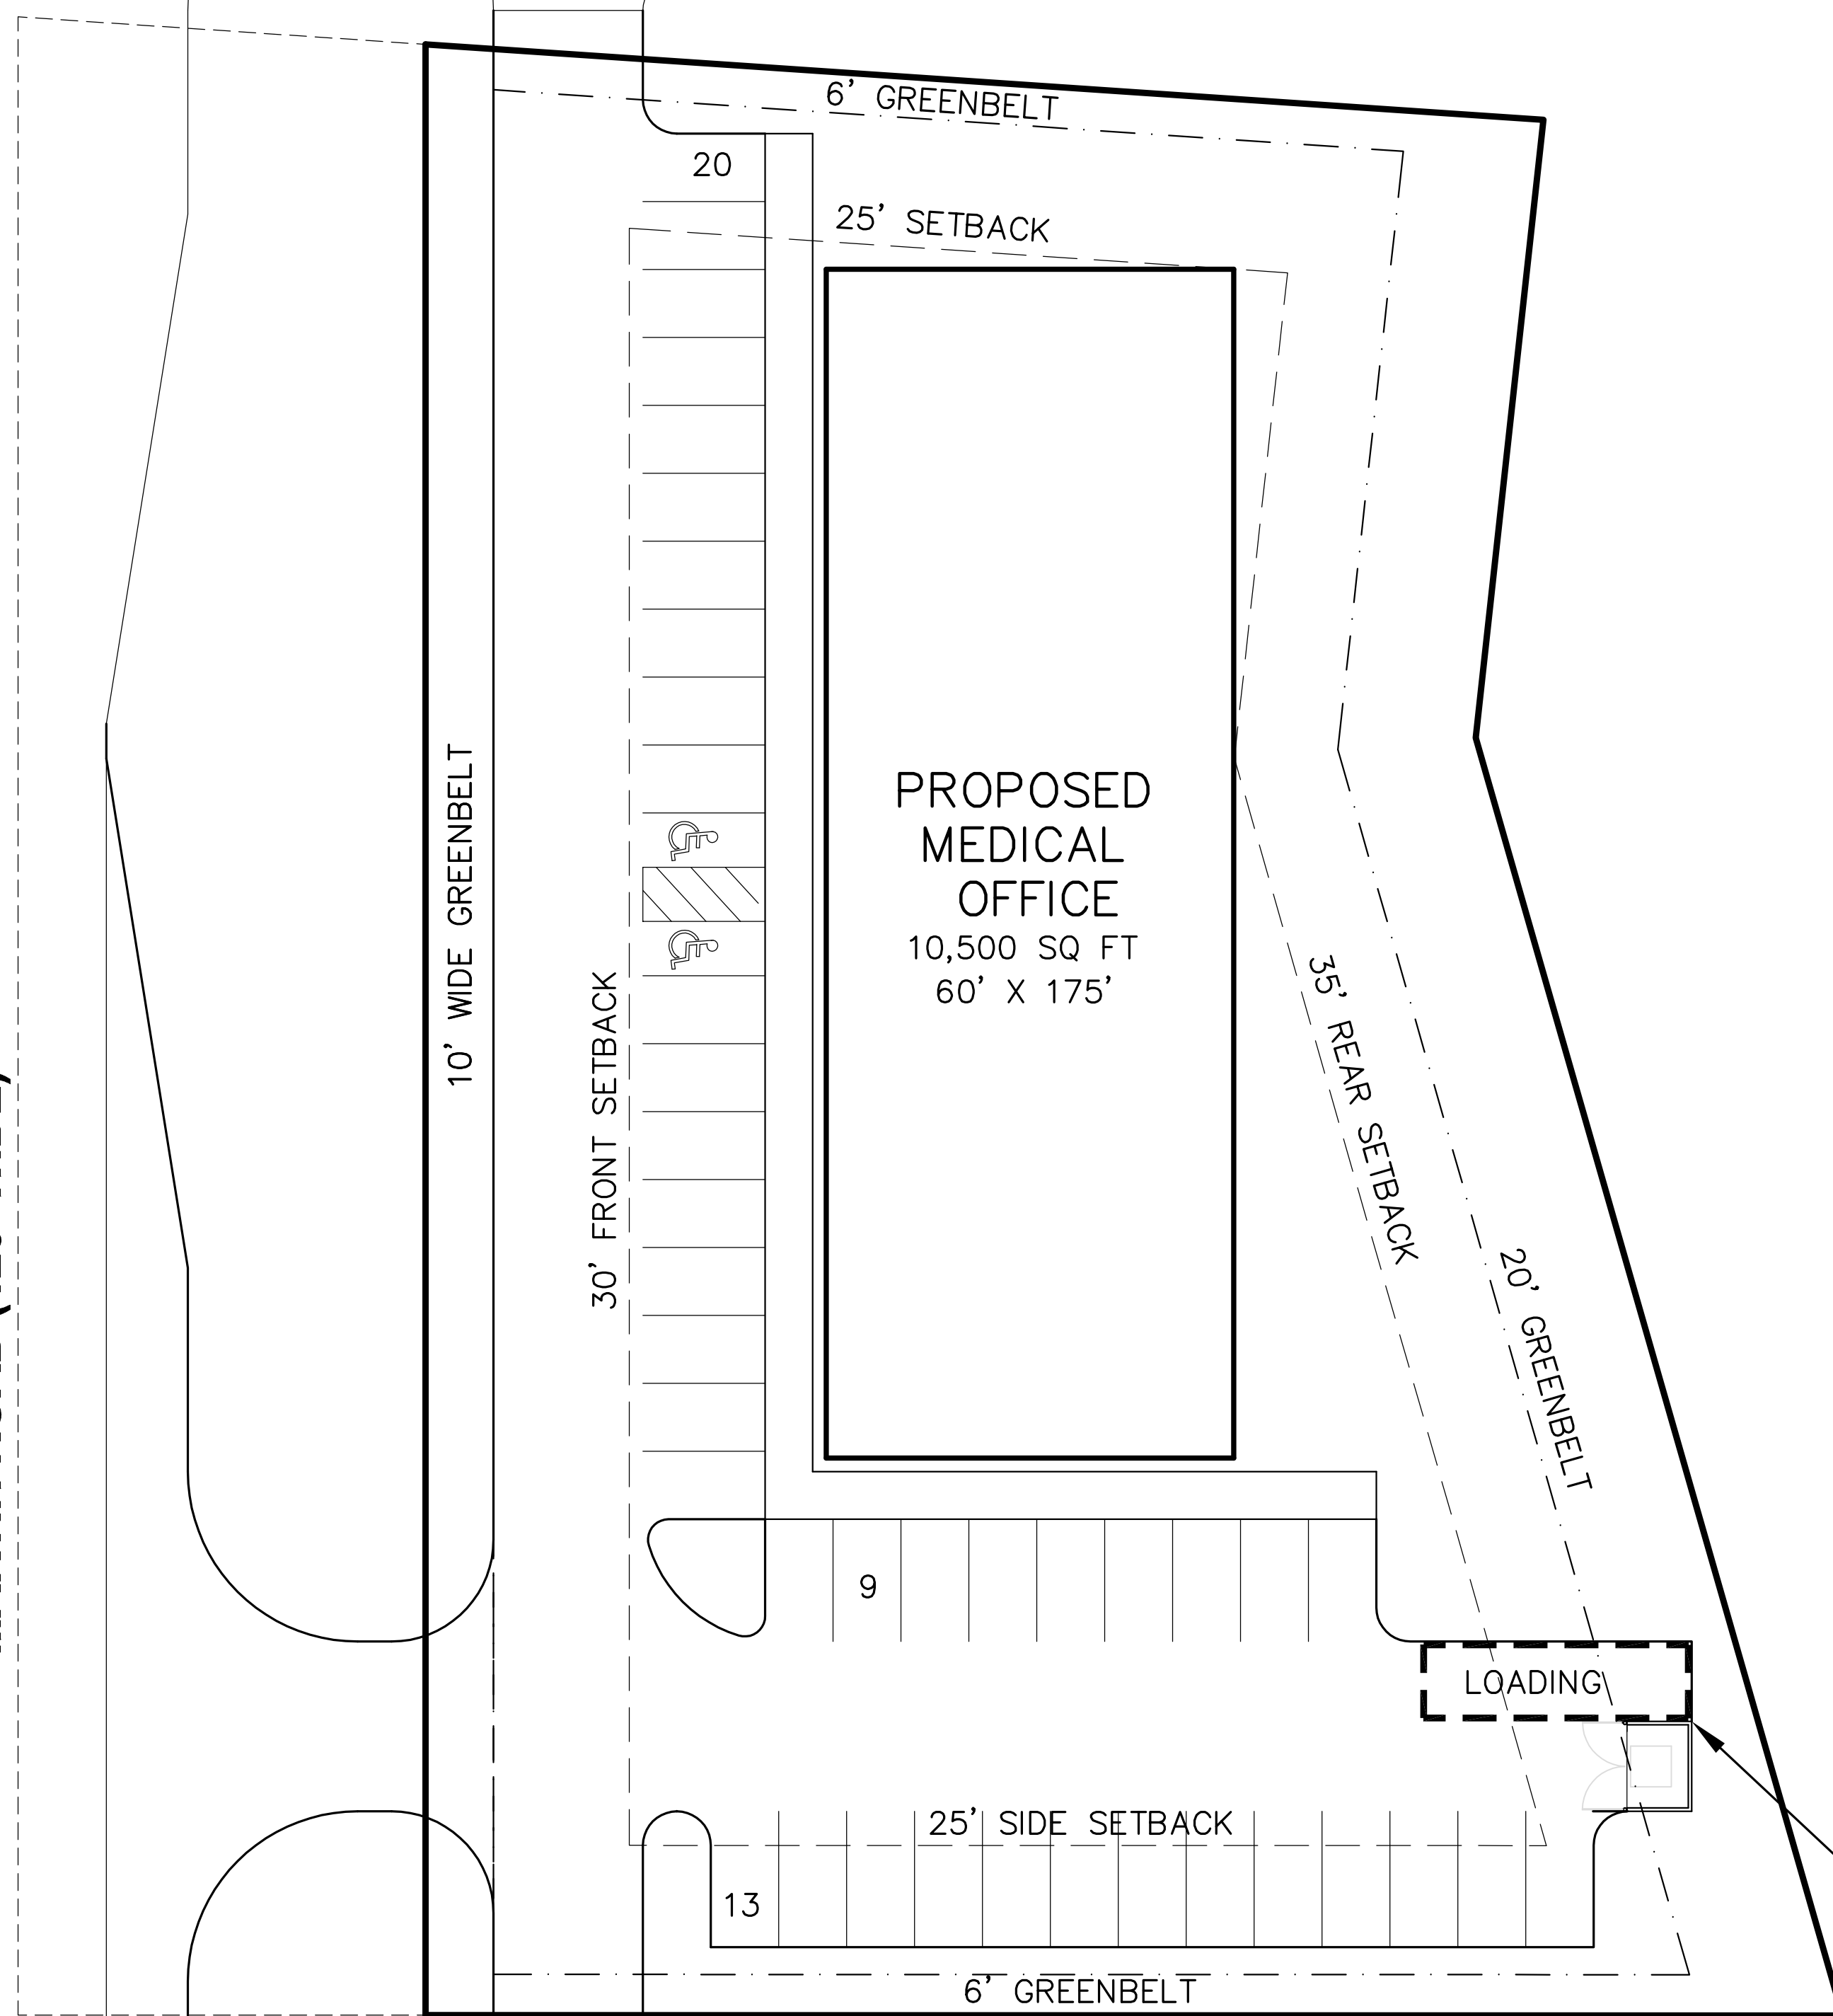 6' GREENBELT
20
25' SETBACK
10' WIDE GREENBELT
30' FRONT SETBACK
PROPOSED
MEDICAL
OFFICE
10,500 SQ FT
60' X 175'
35' REAR SETBACK
20' GREENBELT
9
LOADING
25' SIDE SETBACK
13
6' GREENBELT